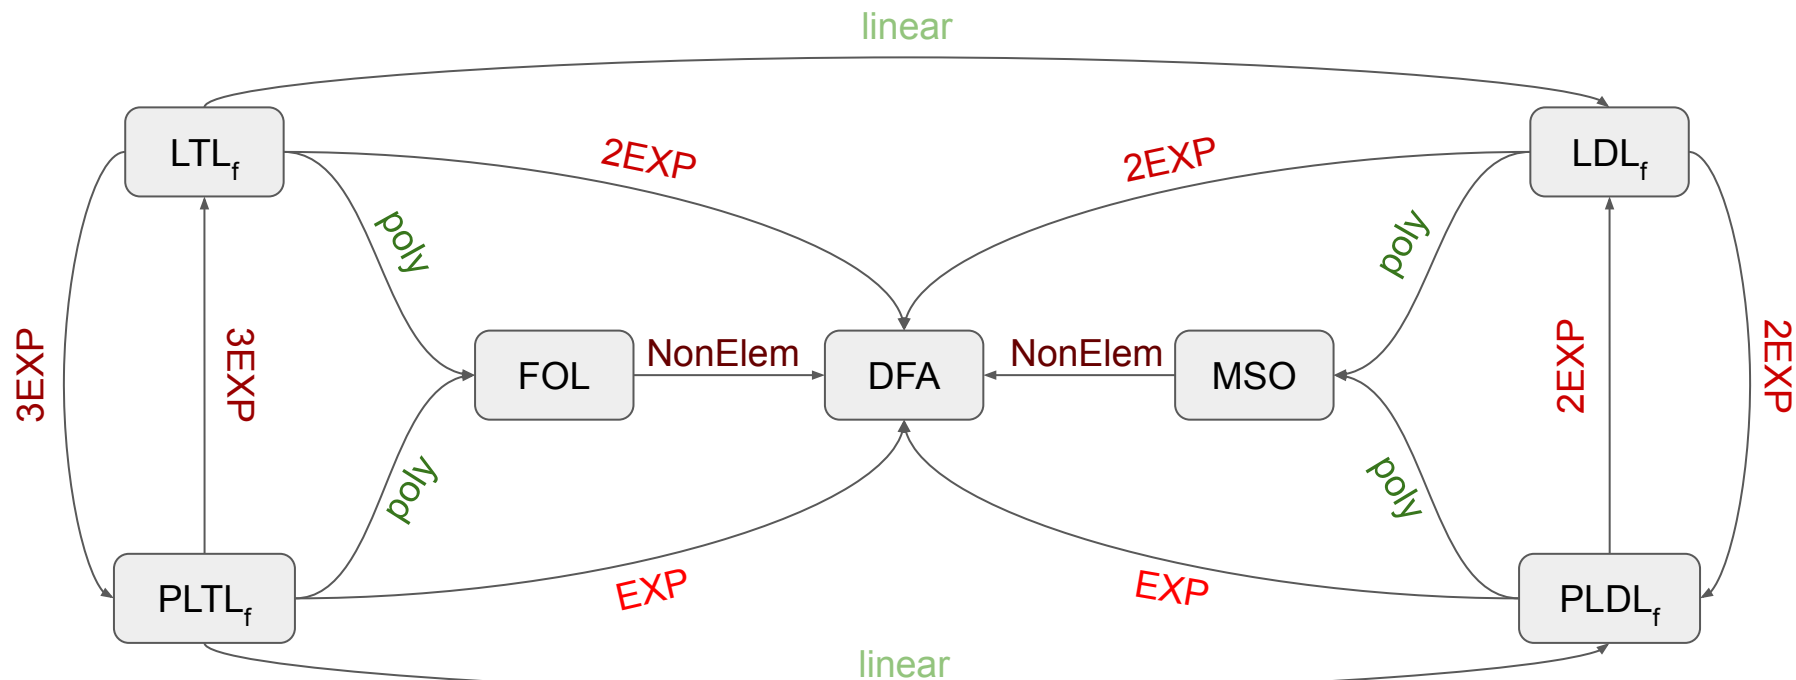 linear
LTLf
2EXP
2EXP
LDLf
poly
poly
3EXP
3EXP
FOL
NonElem
DFA
NonElem
MSO
2EXP
2EXP
poly
poly
PLTLf
EXP
EXP
PLDLf
linear